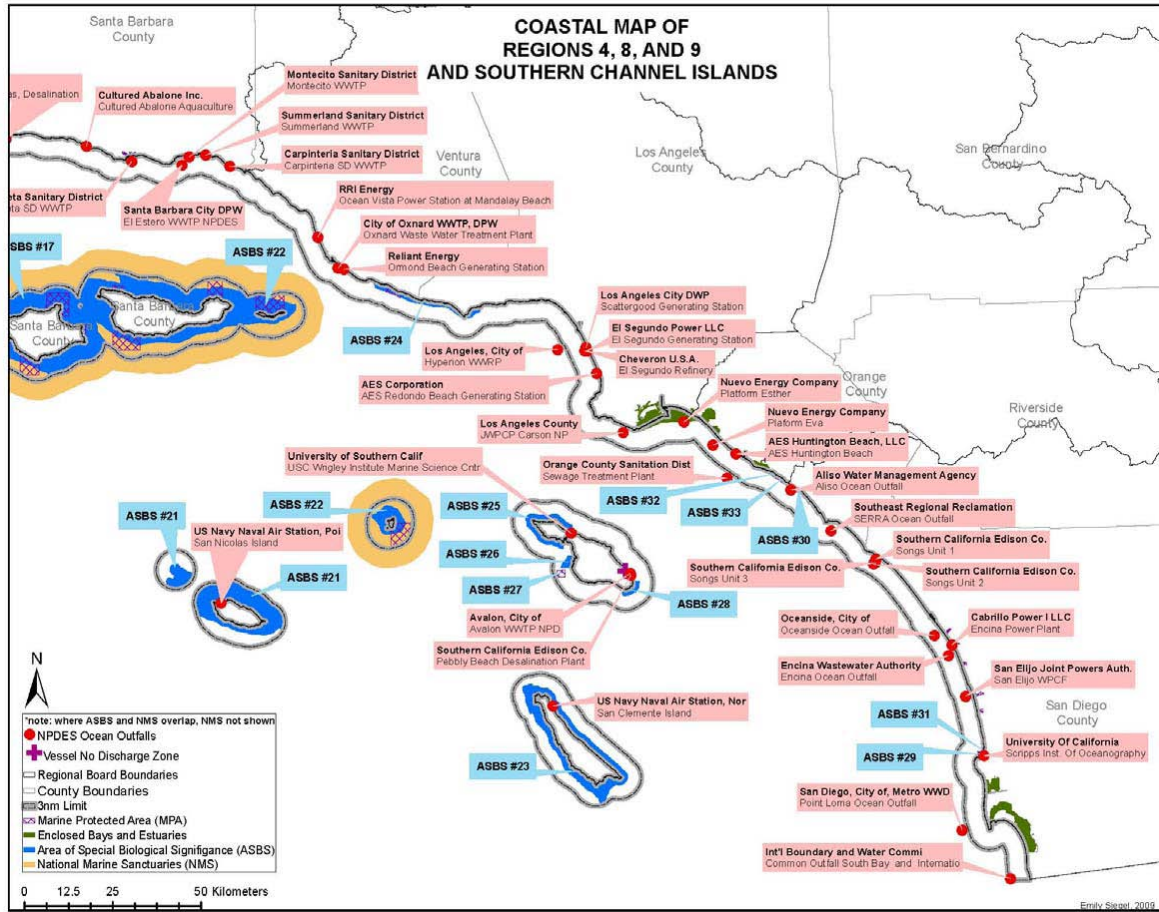 COASTAL MAP OF
REGIONS 4, 8, AND 9
AND SOUTHERN CHANNEL ISLANDS
Santa Barbara
County
Ventura
County
Los Angeles
County
San Bernardino
County
Orange
County
Riverside
County
San Diego
County
Santa Barbara
County
Santa Barbara
County
as, Desalination
Cultured Abalone Inc.
Cultured Abalone Aquaculture
Montecito Sanitary District
Montecito WWTP
Summerland Sanitary District
Summerland WWTP
Carpinteria Sanitary District
Carpinteria SD WWTP
eta Sanitary District
ota SD WWTP
Santa Barbara City DPW
El Estero WWTP NPDES
RRI Energy
Ocean Vista Power Station at Mandalay Beach
City of Oxnard WWTP, DPW
Oxnard Waste Water Treatment Plant
Reliant Energy
Ormond Beach Generating Station
ASBS #17
ASBS #22
ASBS #24
Los Angeles City DWP
Scattergood Generating Station
El Segundo Power LLC
El Segundo Generating Station
Los Angeles, City of
Hyperion WWRP
Cheveron U.S.A.
El Segundo Refinery
AES Corporation
AES Redondo Beach Generating Station
Nuevo Energy Company
Platform Esther
Nuevo Energy Company
Plaform Eva
Los Angeles County
JWPCP Carson NP
AES Huntington Beach, LLC
AES Huntington Beach
University of Southern Calif
USC Wrigley Institute Marine Science Cntr
Orange County Sanitation Dist
Sewage Treatment Plant
Aliso Water Management Agency
Aliso Ocean Outfall
ASBS #32
ASBS #33
ASBS #30
ASBS #22
ASBS #25
ASBS #21
US Navy Naval Air Station, Poi
San Nicolas Island
Southeast Regional Reclamation
SERRA Ocean Outfall
ASBS #26
Southern California Edison Co.
Songs Unit 1
Southern California Edison Co.
Songs Unit 3
Southern California Edison Co.
Songs Unit 2
ASBS #21
ASBS #27
ASBS #28
Avalon, City of
Avalon WWTP NPD
Southern California Edison Co.
Pebbly Beach Desalination Plant
Oceanside, City of
Oceanside Ocean Outfall
Cabrillo Power I LLC
Encina Power Plant
Encina Wastewater Authority
Encina Ocean Outfall
San Elijo Joint Powers Auth.
San Elijo WPCF
US Navy Naval Air Station, Nor
San Clemente Island
ASBS #31
ASBS #29
ASBS #23
University Of California
Scripps Inst. Of Oceanography
San Diego, City of, Metro WWD
Point Loma Ocean Outfall
Int'l Boundary and Water Commi
Common Outfall South Bay and Internatio
N
*note: where ASBS and NMS overlap, NMS not shown
NPDES Ocean Outfalls
Vessel No Discharge Zone
Regional Board Boundaries
County Boundaries
3nm Limit
Marine Protected Area (MPA)
Enclosed Bays and Estuaries
Area of Special Biological Signifigance (ASBS)
National Marine Sanctuaries (NMS)
0 12.5 25 50 Kilometers
Emily Siegel, 2009